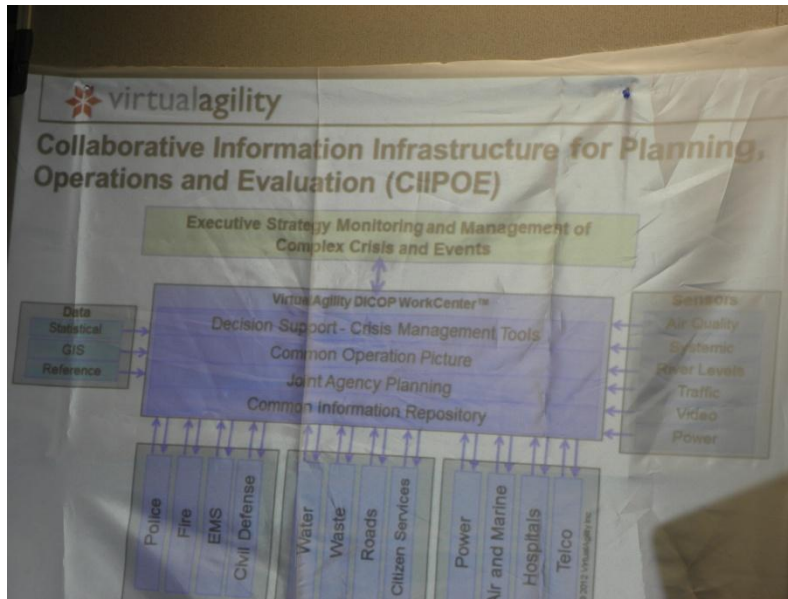 virtualagility
Collaborative Information Infrastructure for Planning,
Operations and Evaluation (CIIPOE)
Executive Strategy Monitoring and Management of
Complex Crisis and Events
Data
Statistical
GIS
Reference
VirtualAgility DICOP WorkCenter™
Decision Support - Crisis Management Tools
Common Operation Picture
Joint Agency Planning
Common Information Repository
Sensors
Air Quality
Systemic
River Levels
Traffic
Video
Power
Police
Fire
EMS
Civil Defense
Water
Waste
Roads
Citizen Services
Power
Air and Marine
Hospitals
Telco
© 2012 VirtualAgility Inc.